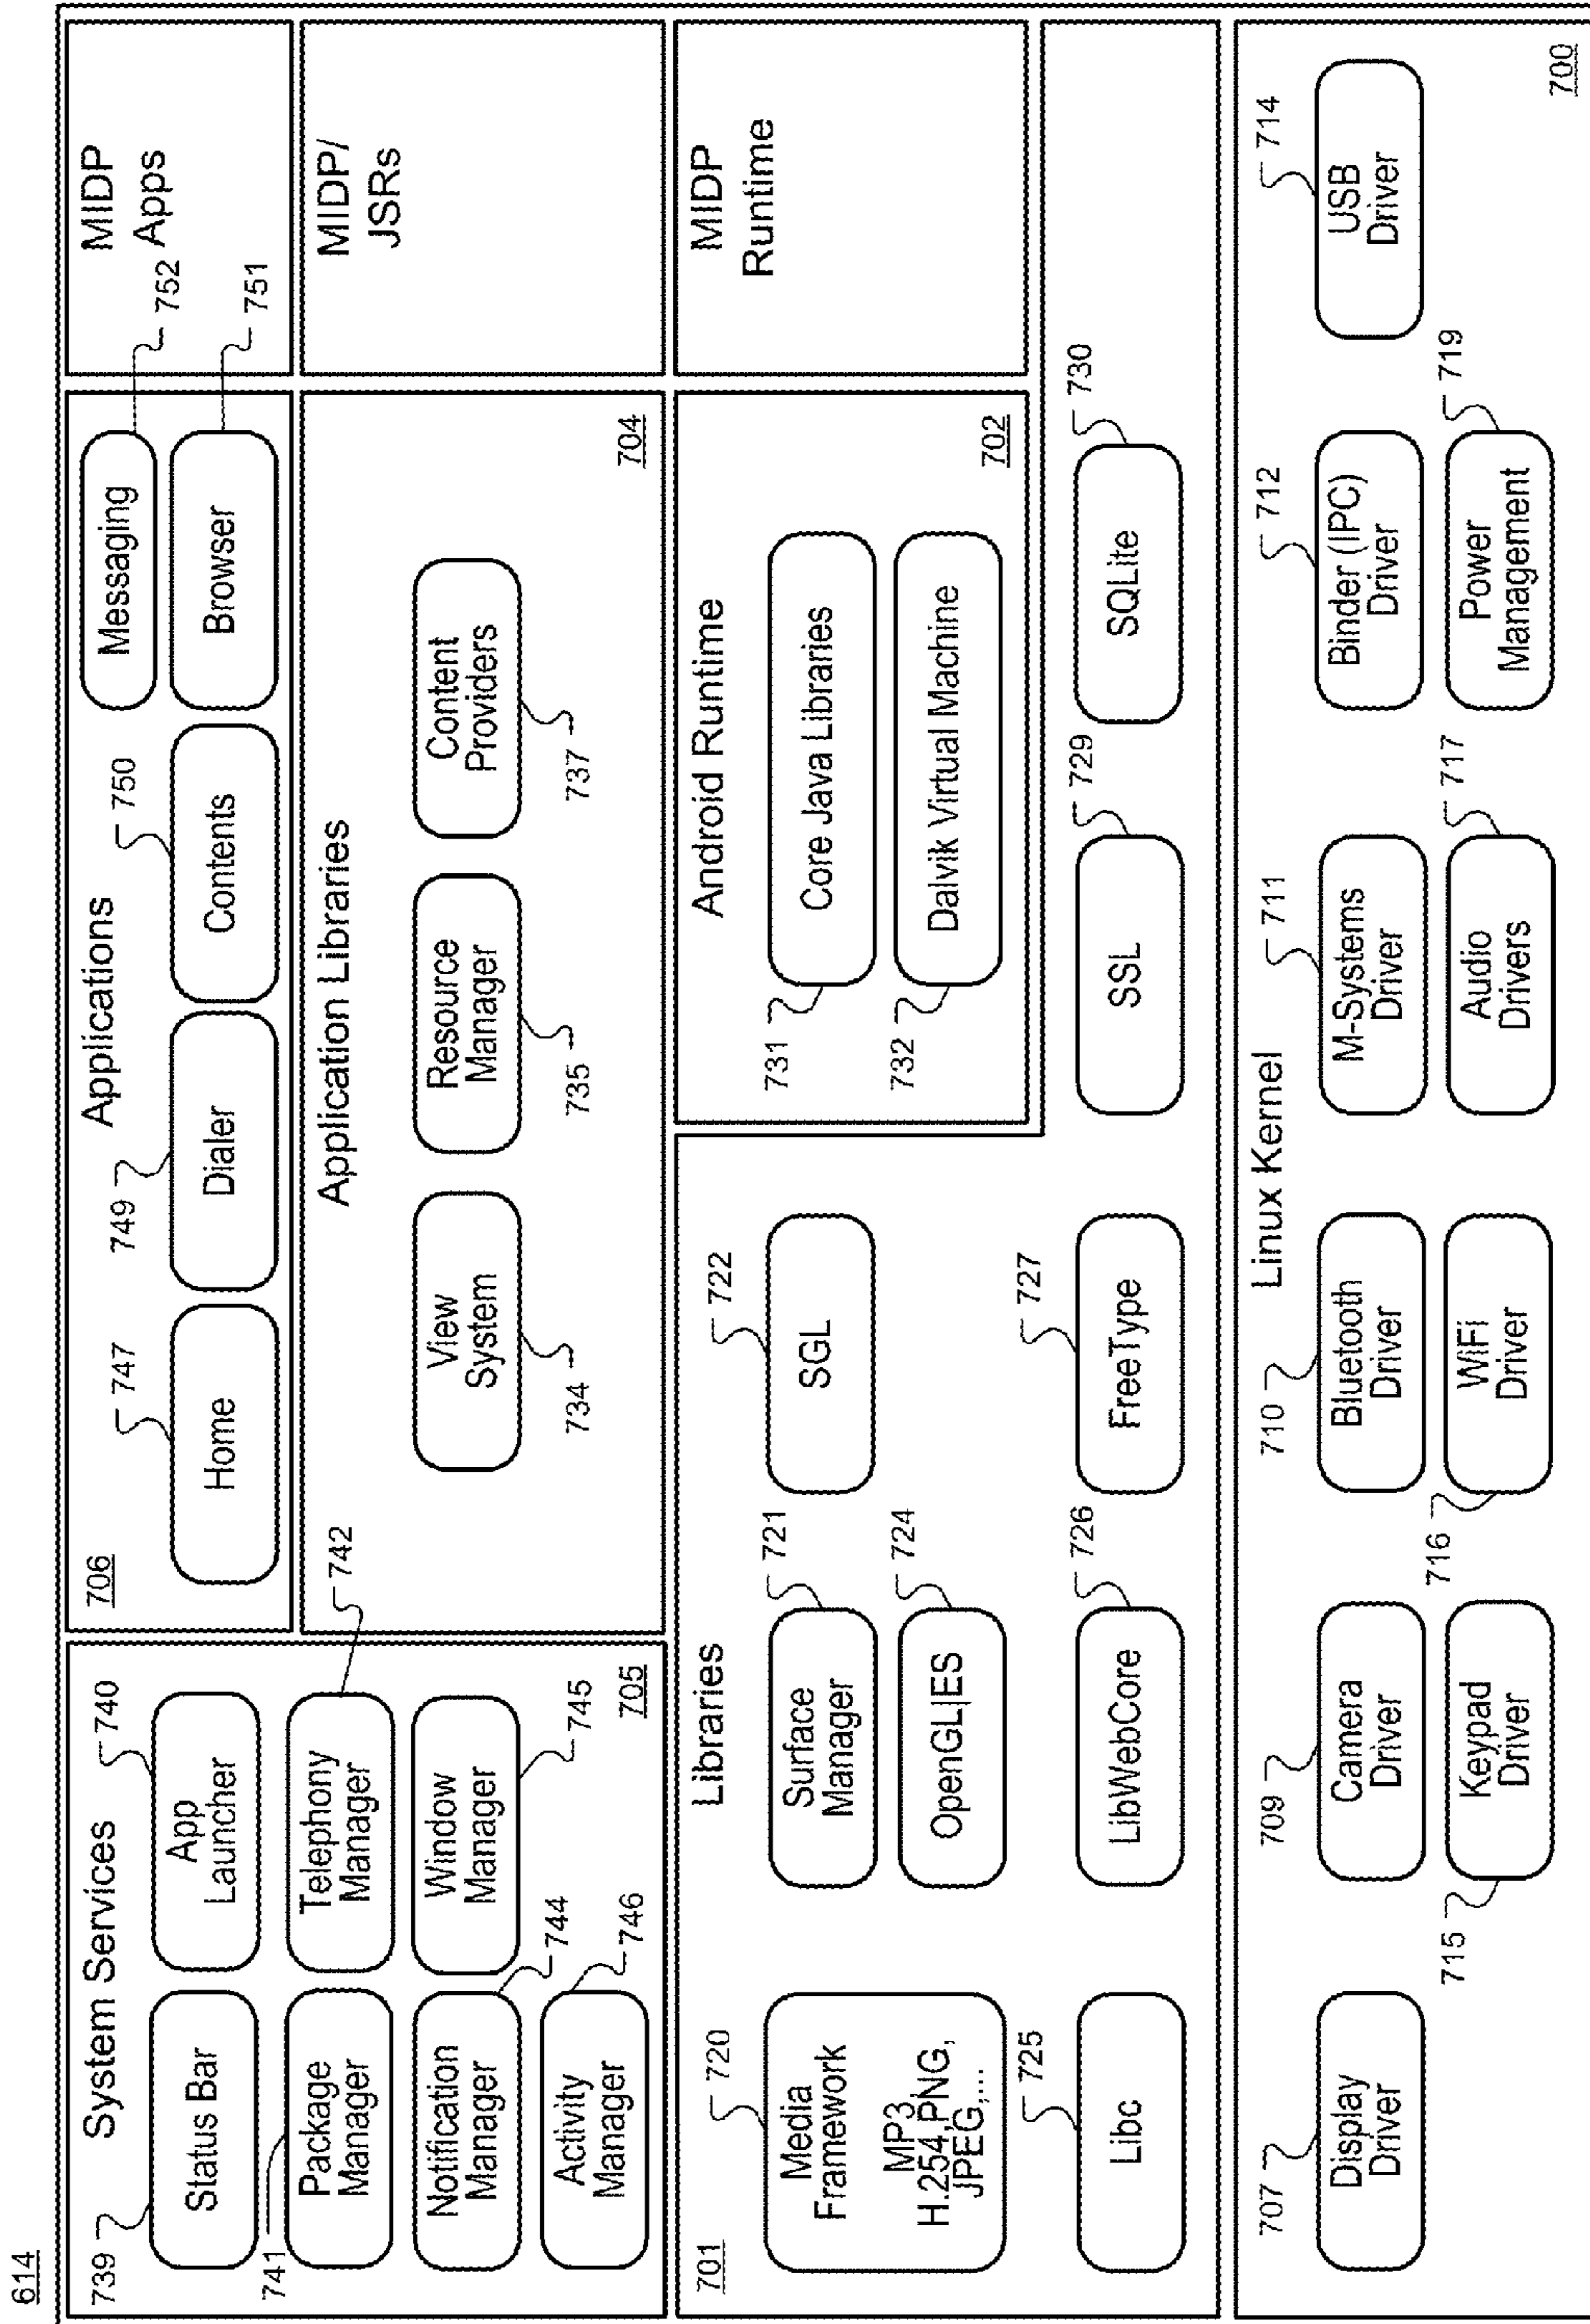 614
System Services
739
Status Bar
740
App
Launcher
741
Package
Manager
742
Telephony
Manager
Notification
Manager
744
Window
Manager
745
Activity
Manager
746
705
706
Applications
747
Home
749
Dialer
750
Contents
Messaging
752
Browser
751
MIDP
Apps
Application Libraries
View
System
734
Resource
Manager
735
Content
Providers
737
704
MIDP/
JSRs
701
Libraries
720
Media
Framework
MP3,
H.254,PNG,
JPEG,...
Surface
Manager
721
SGL
722
OpenGL|ES
724
725
Libc
LibWebCore
726
FreeType
727
SSL
729
SQLite
730
Android Runtime
731
Core Java Libraries
732
Dalvik Virtual Machine
702
MIDP
Runtime
Linux Kernel
707
Display
Driver
709
Camera
Driver
710
Bluetooth
Driver
711
M-Systems
Driver
712
Binder (IPC)
Driver
714
USB
Driver
715
Keypad
Driver
716
WiFi
Driver
717
Audio
Drivers
719
Power
Management
700